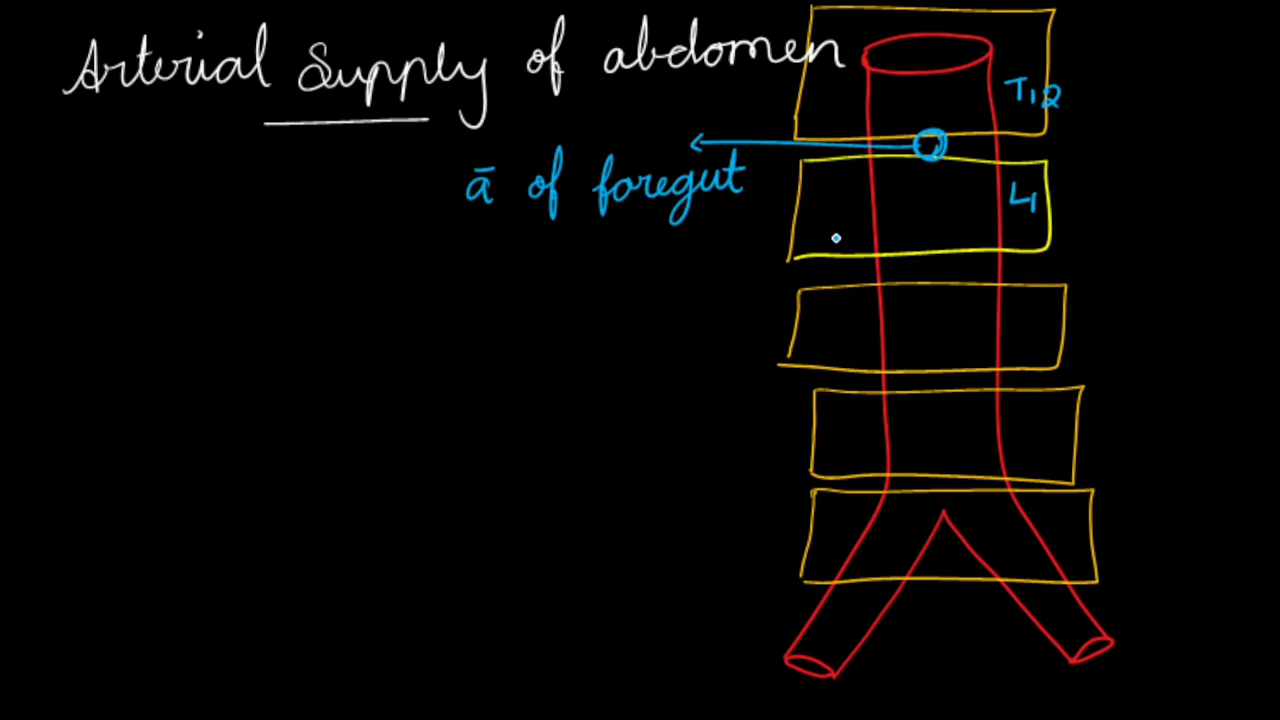 Arterial Supply of abdomen
T12
ā of foregut
L1